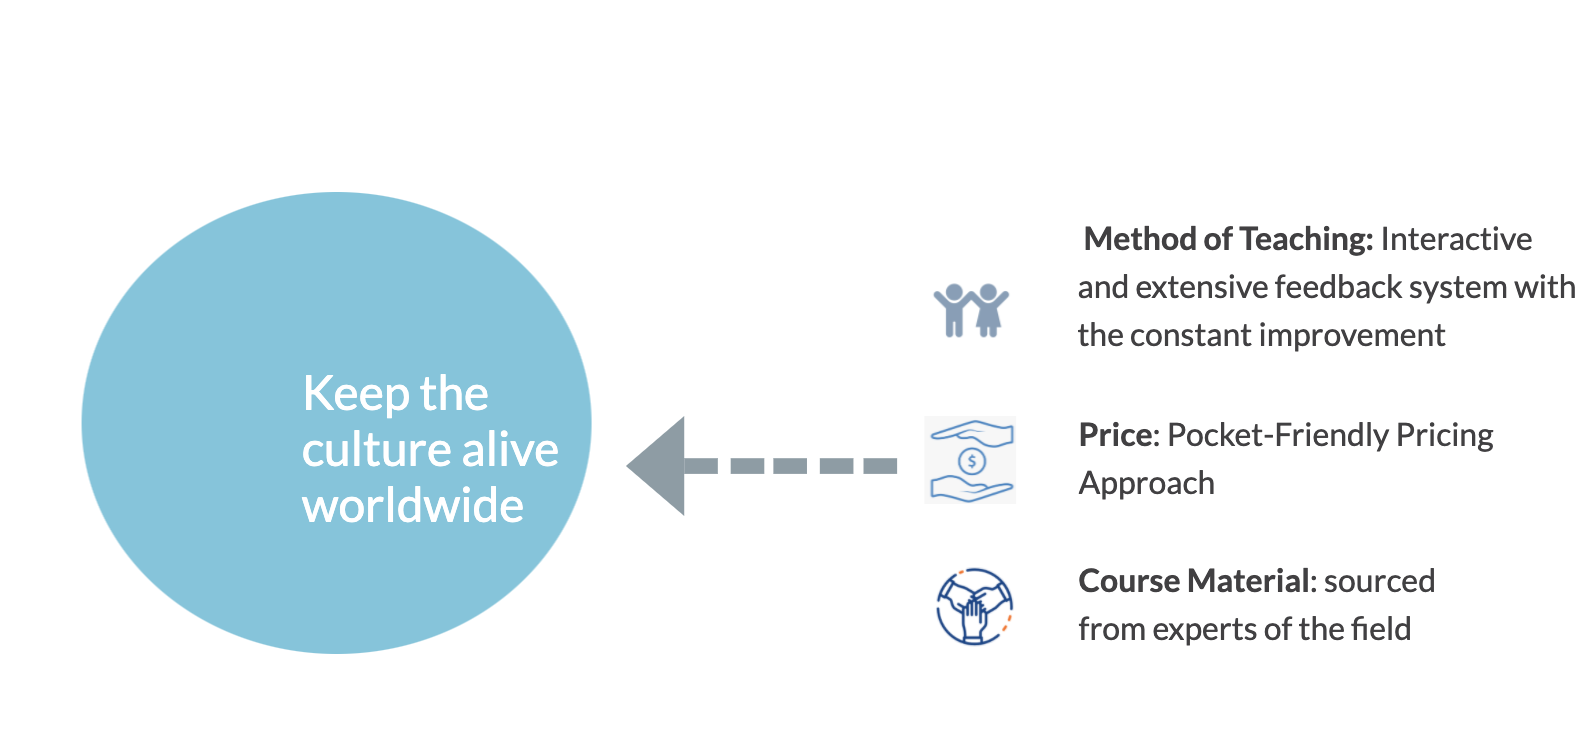 Keep the
culture alive
worldwide
Method of Teaching: Interactive
and extensive feedback system with
the constant improvement
$
Price: Pocket-Friendly Pricing
Approach
Course Material: sourced
from experts of the field